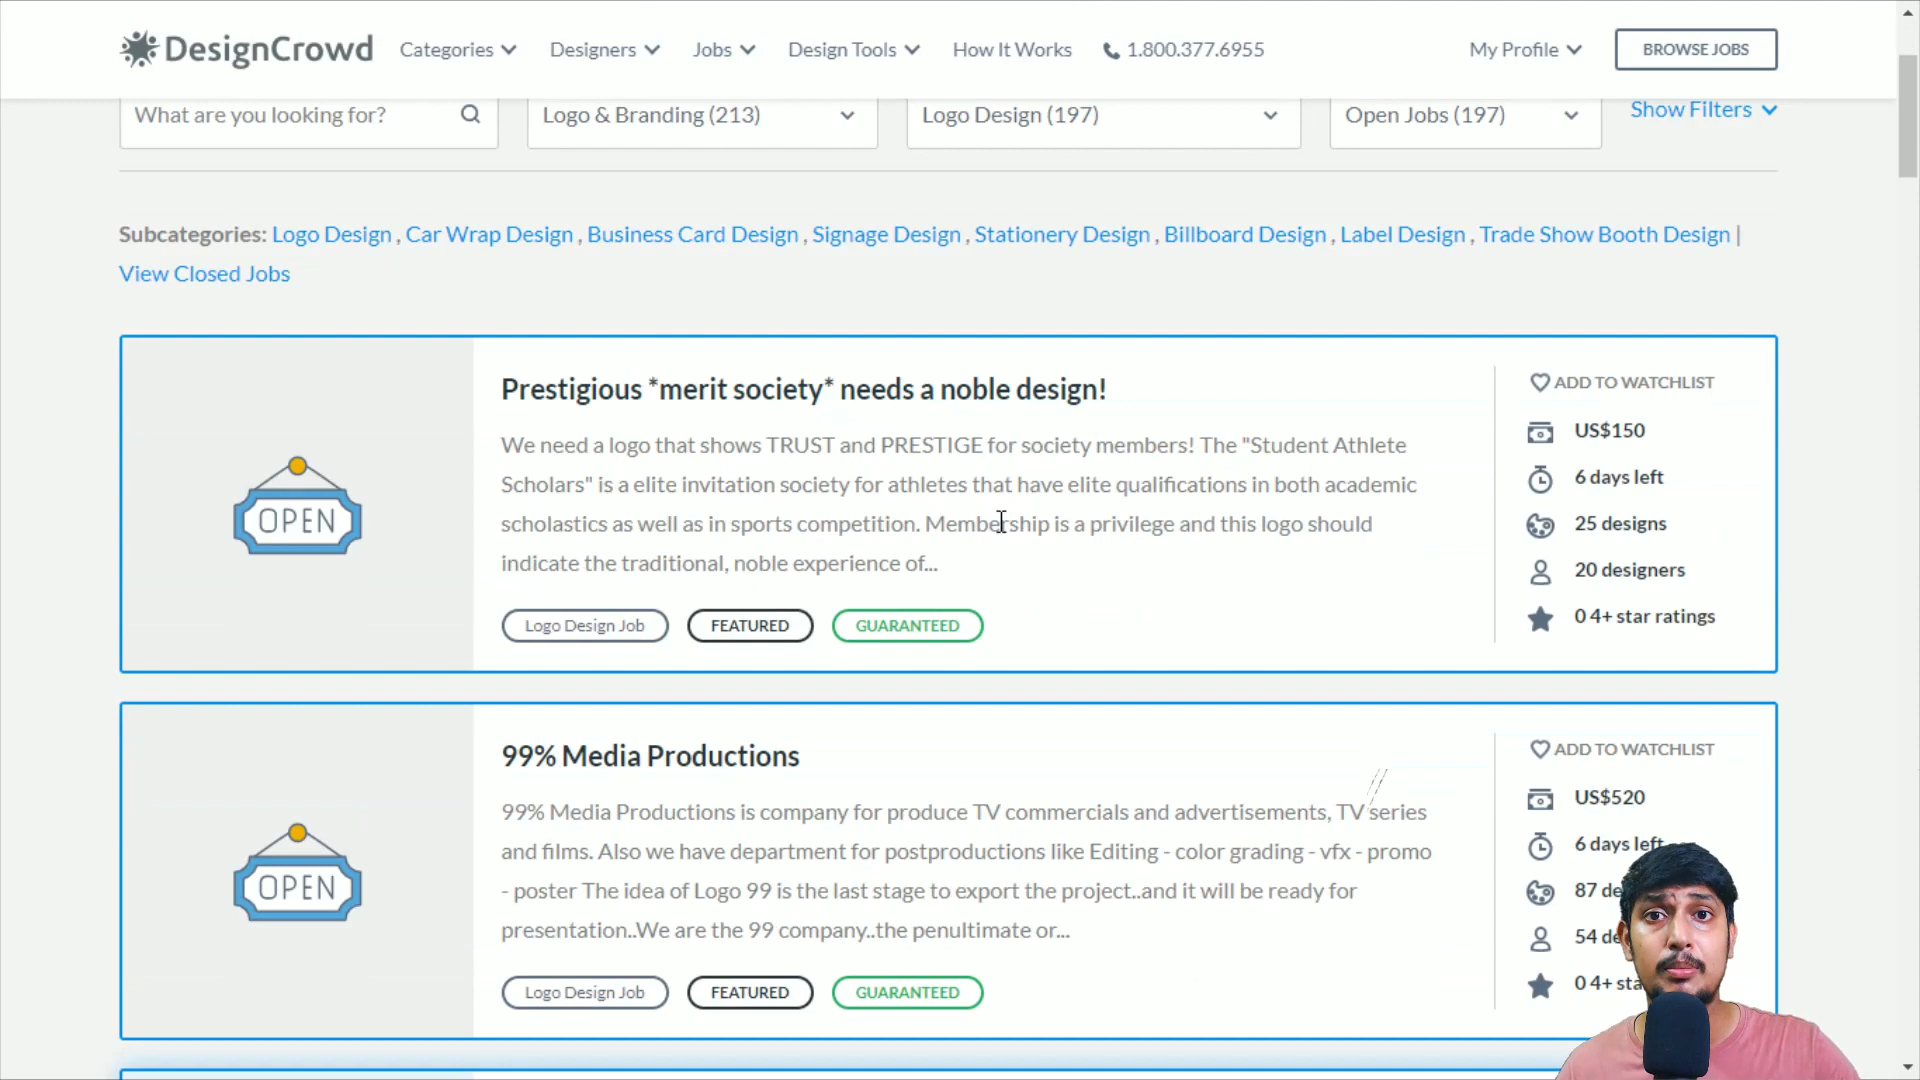 DesignCrowd Categories Designers Jobs Design Tools How It Works 1.800.377.6955 My Profile BROWSE JOBS
What are you looking for? Logo & Branding (213) Logo Design (197) Open Jobs (197) Show Filters
Subcategories: Logo Design , Car Wrap Design , Business Card Design , Signage Design , Stationery Design , Billboard Design , Label Design , Trade Show Booth Design |
View Closed Jobs
OPEN
Prestigious *merit society* needs a noble design!
We need a logo that shows TRUST and PRESTIGE for society members! The "Student Athlete
Scholars" is a elite invitation society for athletes that have elite qualifications in both academic
scholastics as well as in sports competition. Membership is a privilege and this logo should
indicate the traditional, noble experience of...
Logo Design Job FEATURED GUARANTEED
ADD TO WATCHLIST
US$150
6 days left
25 designs
20 designers
0 4+ star ratings
OPEN
99% Media Productions
99% Media Productions is company for produce TV commercials and advertisements, TV series
and films. Also we have department for postproductions like Editing - color grading - vfx - promo
- poster The idea of Logo 99 is the last stage to export the project..and it will be ready for
presentation..We are the 99 company..the penultimate or...
Logo Design Job FEATURED GUARANTEED
ADD TO WATCHLIST
US$520
6 days left
87
54
0 4+